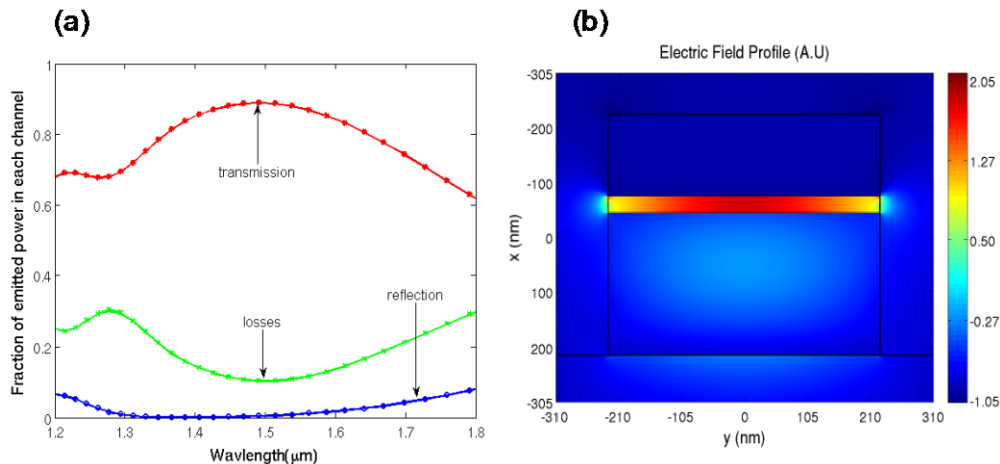 (a)
Fraction of emitted power in each channel
1
0.8
0.6
0.4
0.2
0
transmission
reflection
losses
1.2 1.3 1.4 1.5 1.6 1.7 1.8
Wavlength(μm)
(b)
Electric Field Profile (A.U)
x (nm)
-305
-200
-100
0
100
200
-305
-310 -210 -105 0 105 210 310
y (nm)
2.05
1.27
0.50
-0.27
-1.05